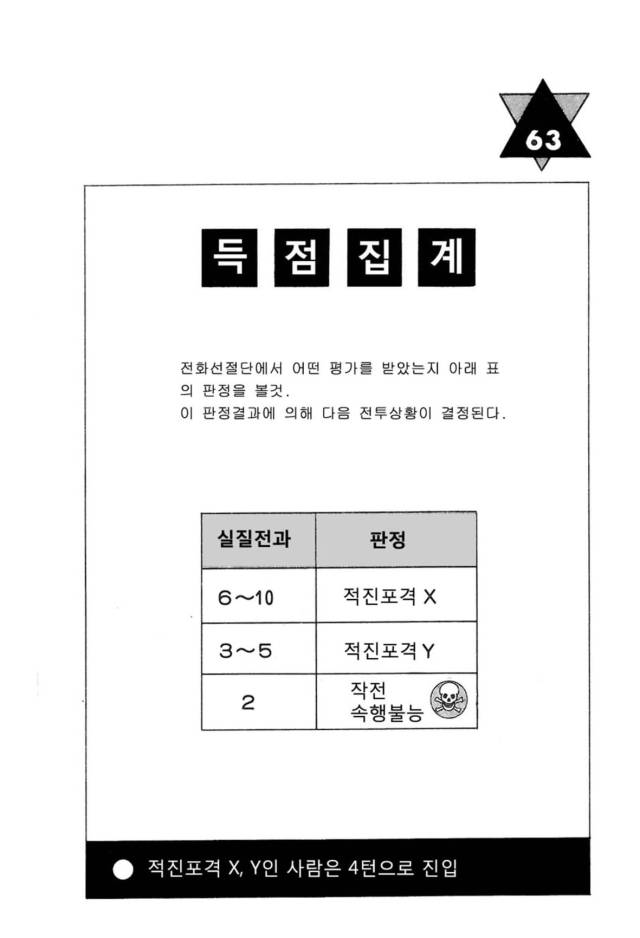 63
득점집계
전화선절단에서 어떤 평가를 받았는지 아래 표
의 판정을 볼것.
이 판정결과에 의해 다음 전투상황이 결정된다.
실질전과 판정
6~10 적진포격 X
3~5 적진포격 Y
2 작전
속행불능
● 적진포격 X, Y인 사람은 4턴으로 진입